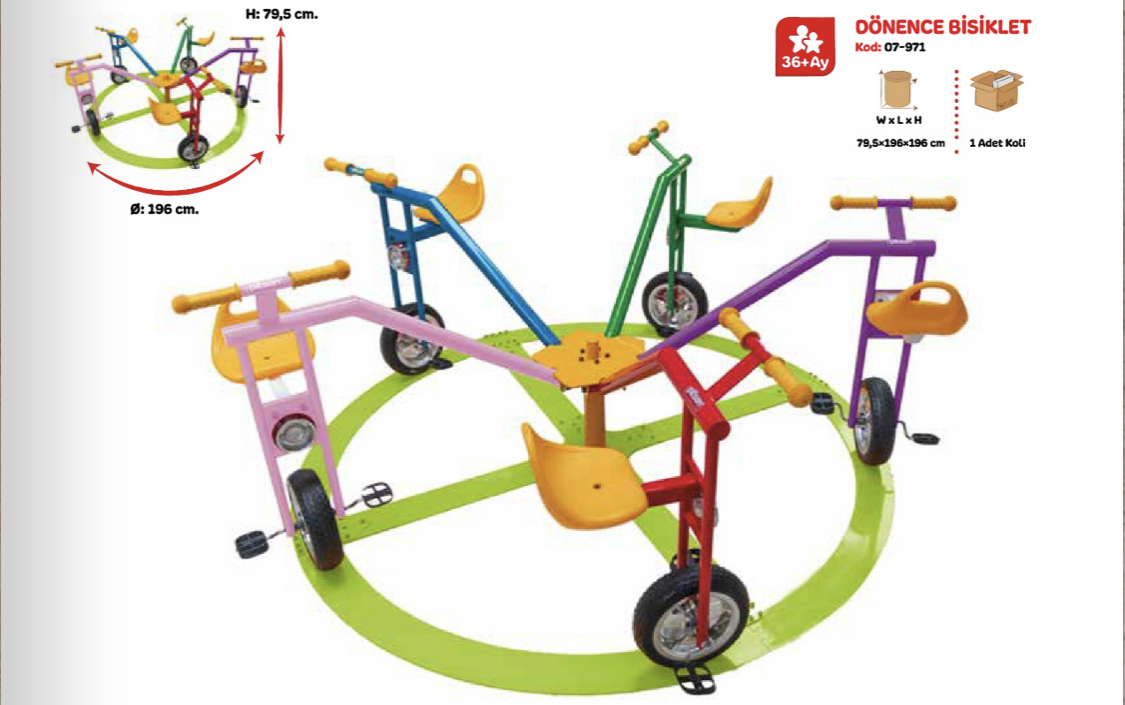 H: 79,5 cm.
Ø: 196 cm.
36+Ay
DÖNENCE BİSİKLET
Kod: 07-971
W x L x H
79,5×196×196 cm
1 Adet Koli